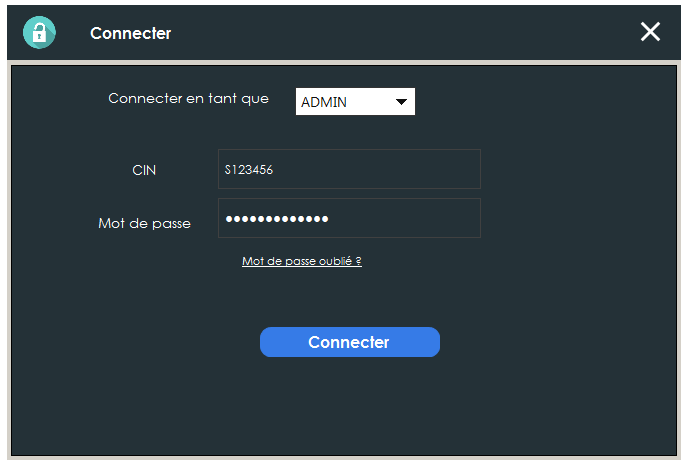 Connecter
Connecter en tant que ADMIN
CIN S123456
Mot de passe •••••••••••••
Mot de passe oublié ?
Connecter